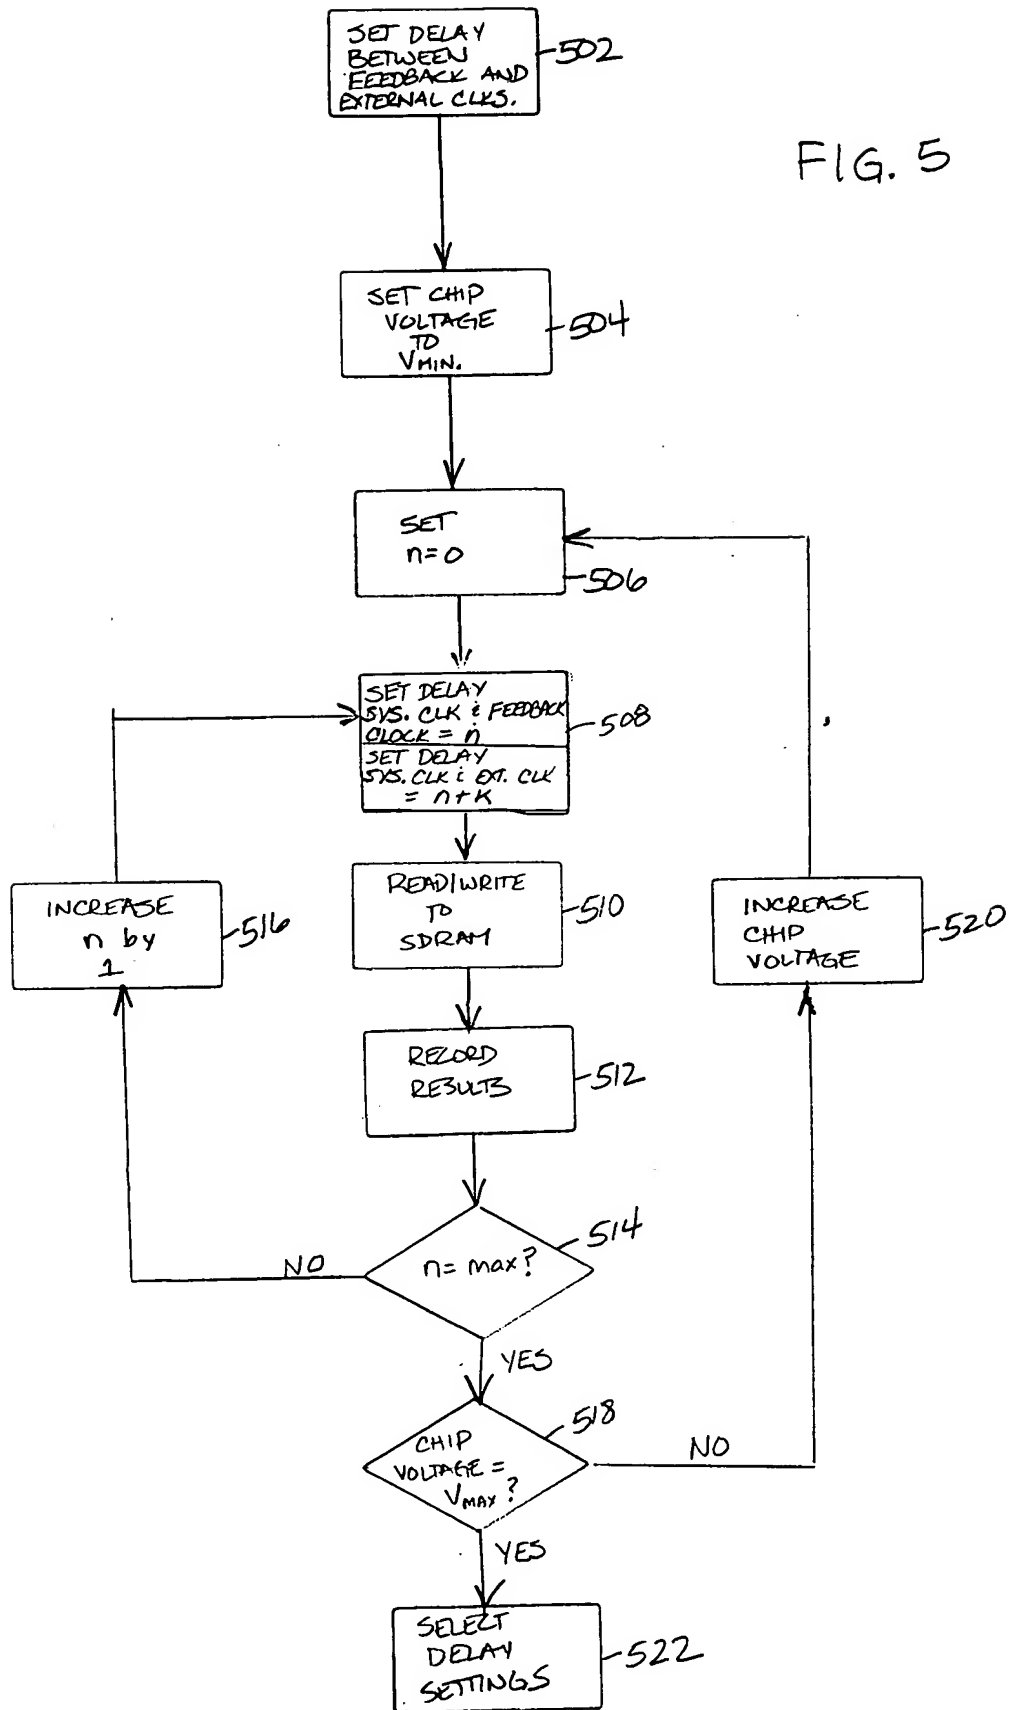 SET DELAY
BETWEEN
FEEDBACK AND
EXTERNAL CLKS.
502
FIG. 5
SET CHIP
VOLTAGE
TO
VMIN.
504
SET
n=0
506
SET DELAY
SYS. CLK & FEEDBACK
CLOCK = n
SET DELAY
SYS. CLK & EXT. CLK
= n+K
508
READ/WRITE
TO
SDRAM
510
INCREASE
n by
1
516
INCREASE
CHIP
VOLTAGE
520
RECORD
RESULTS
512
n= max?
514
NO
YES
CHIP
VOLTAGE =
VMAX?
518
NO
YES
SELECT
DELAY
SETTINGS
522